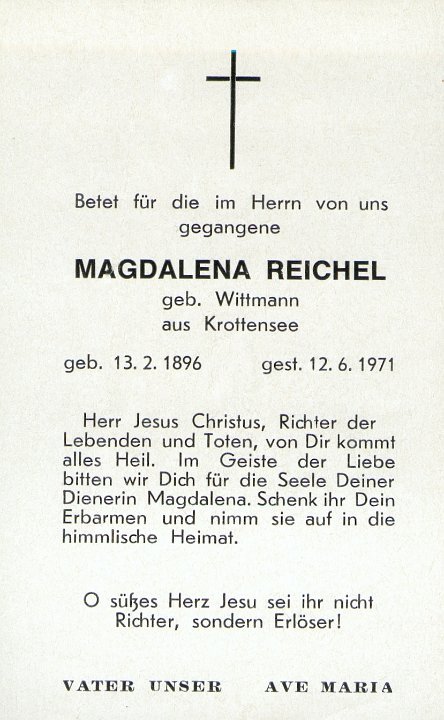 Betet für die im Herrn von uns
gegangene
MAGDALENA REICHEL
geb. Wittmann
aus Krottensee
geb. 13. 2. 1896 gest. 12. 6. 1971
Herr Jesus Christus, Richter der
Lebenden und Toten, von Dir kommt
alles Heil. Im Geiste der Liebe
bitten wir Dich für die Seele Deiner
Dienerin Magdalena. Schenk ihr Dein
Erbarmen und nimm sie auf in die
himmlische Heimat.
O süßes Herz Jesu sei ihr nicht
Richter, sondern Erlöser!
VATER UNSER AVE MARIA